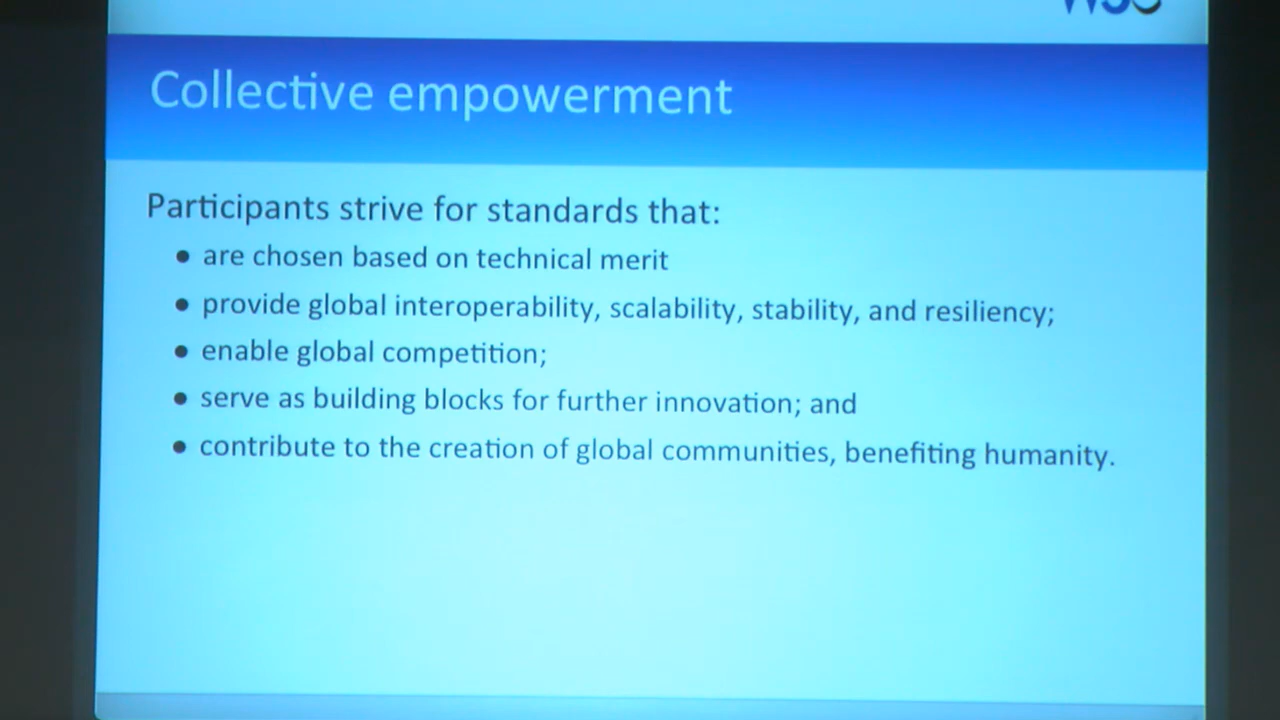 W3C
Collective empowerment
Participants strive for standards that:
• are chosen based on technical merit
• provide global interoperability, scalability, stability, and resiliency;
• enable global competition;
• serve as building blocks for further innovation; and
• contribute to the creation of global communities, benefiting humanity.